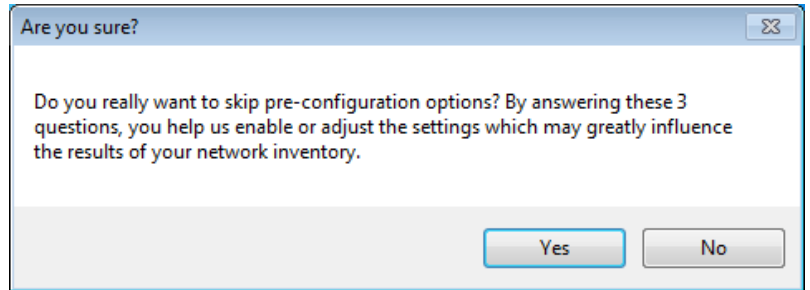 Are you sure?
Do you really want to skip pre-configuration options? By answering these 3
questions, you help us enable or adjust the settings which may greatly influence
the results of your network inventory.
Yes No